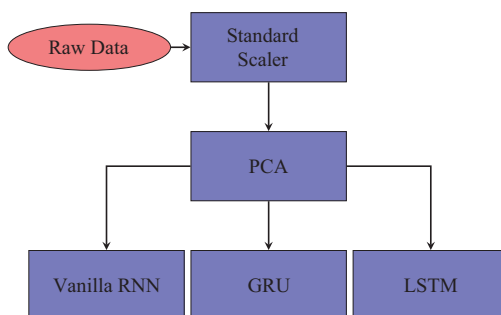 Raw Data
Standard
Scaler
PCA
Vanilla RNN
GRU
LSTM